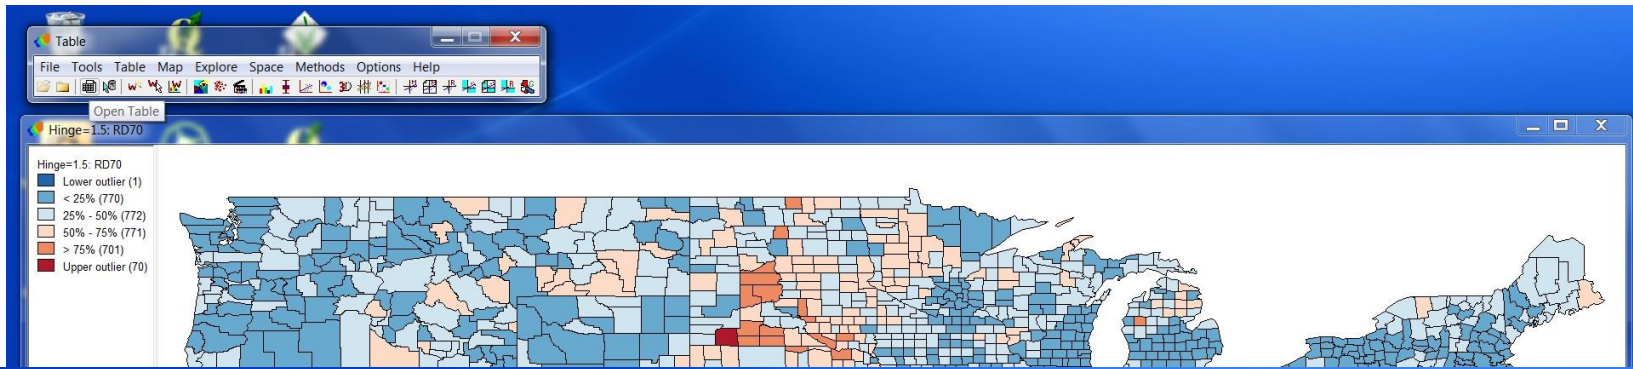 Table
File Tools Table Map Explore Space Methods Options Help
3D
Open Table
Hinge=1.5: RD70
Hinge=1.5: RD70
Lower outlier (1)
< 25% (770)
25% - 50% (772)
50% - 75% (771)
> 75% (701)
Upper outlier (70)